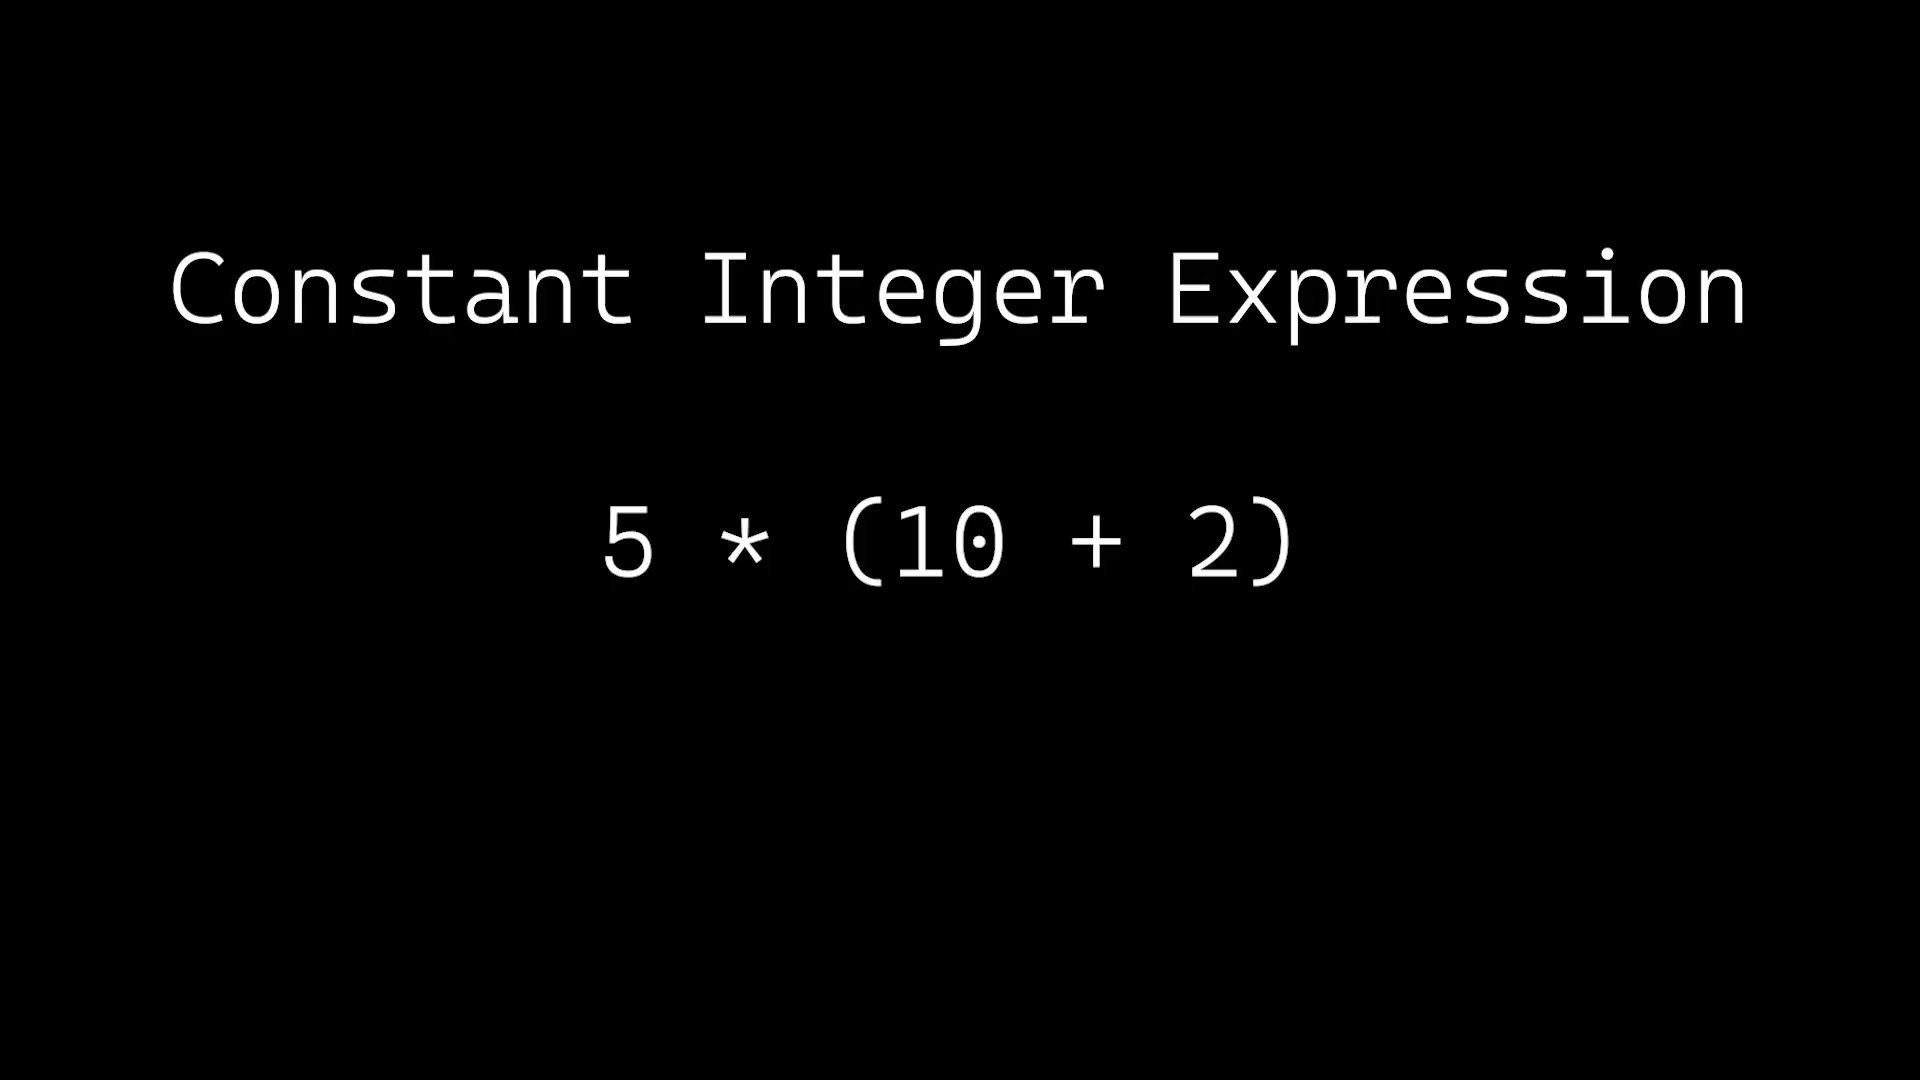 Constant Integer Expression
5 * (10 + 2)